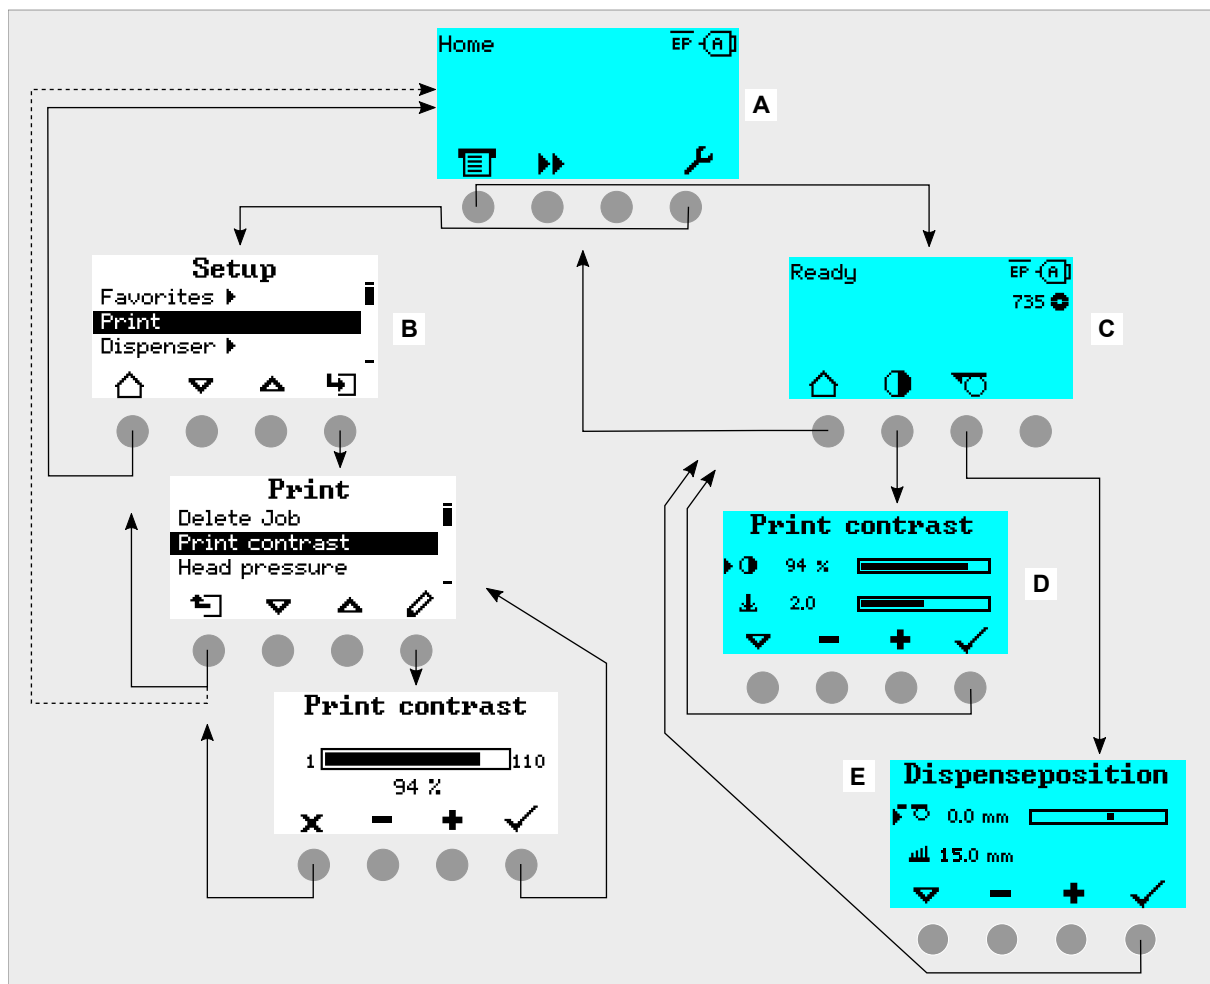 Home
EP A
A
Setup
Favorites
Print
Dispenser
B
Ready
EP A
735
C
Print
Delete Job
Print contrast
Head pressure
Print contrast
94 %
2.0
D
Print contrast
1 110
94 %
E
Dispenseposition
0.0 mm
15.0 mm